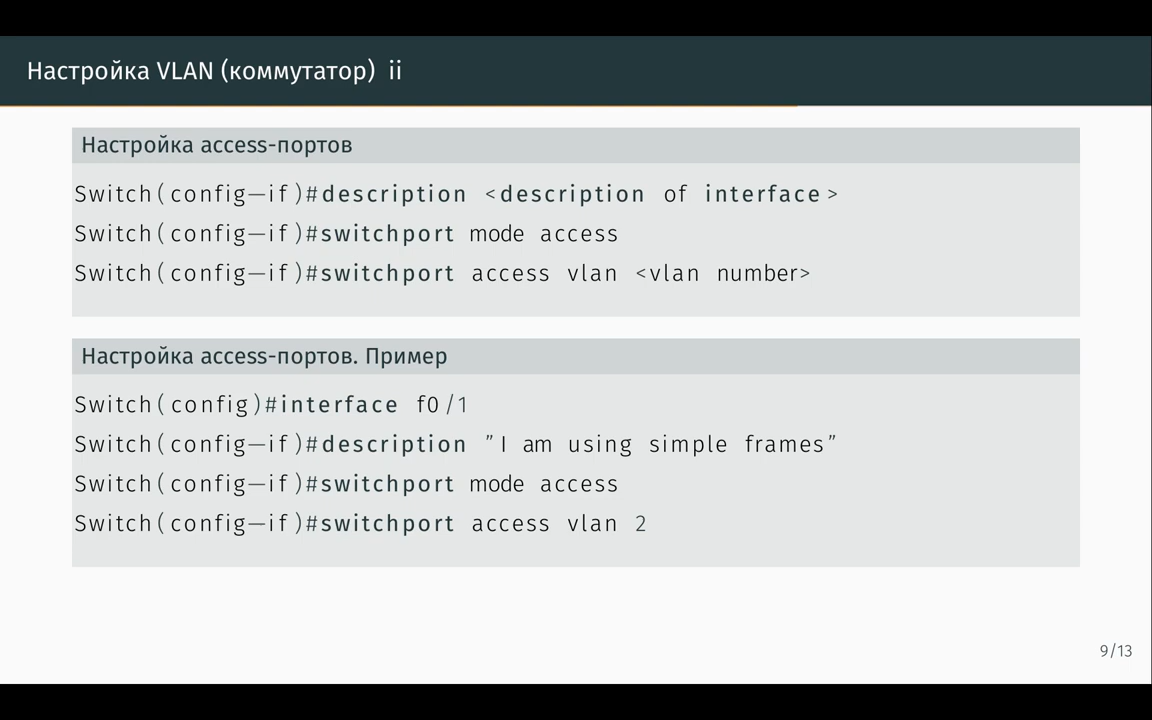 Настройка VLAN (коммутатор) ii
Настройка access-портов
Switch(config—if)#description <description of interface>
Switch(config—if)#switchport mode access
Switch(config—if)#switchport access vlan <vlan number>
Настройка access-портов. Пример
Switch(config)#interface f0/1
Switch(config—if)#description ”I am using simple frames”
Switch(config—if)#switchport mode access
Switch(config—if)#switchport access vlan 2
9/13